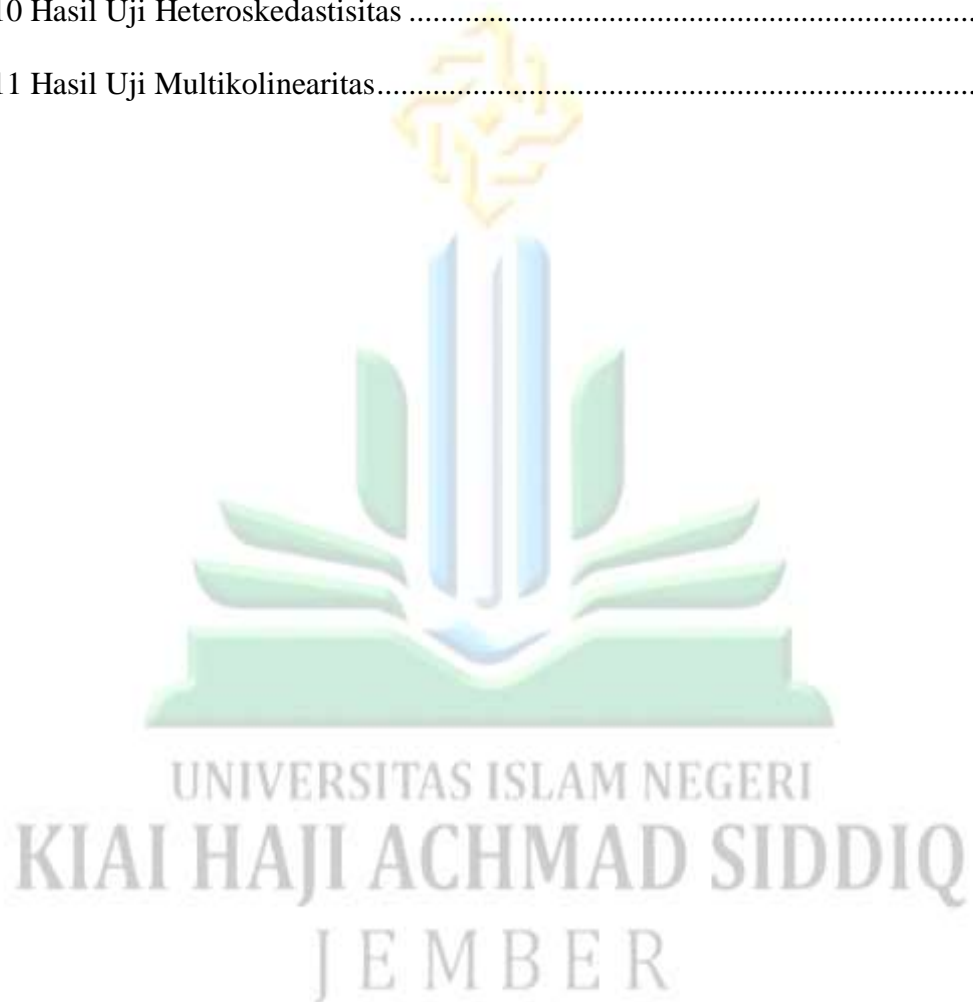 10 Hasil Uji Heteroskedastisitas ........................................................................
11 Hasil Uji Multikolinearitas............................................................................
UNIVERSITAS ISLAM NEGERI
KIAI HAJI ACHMAD SIDDIQ
JEMBER